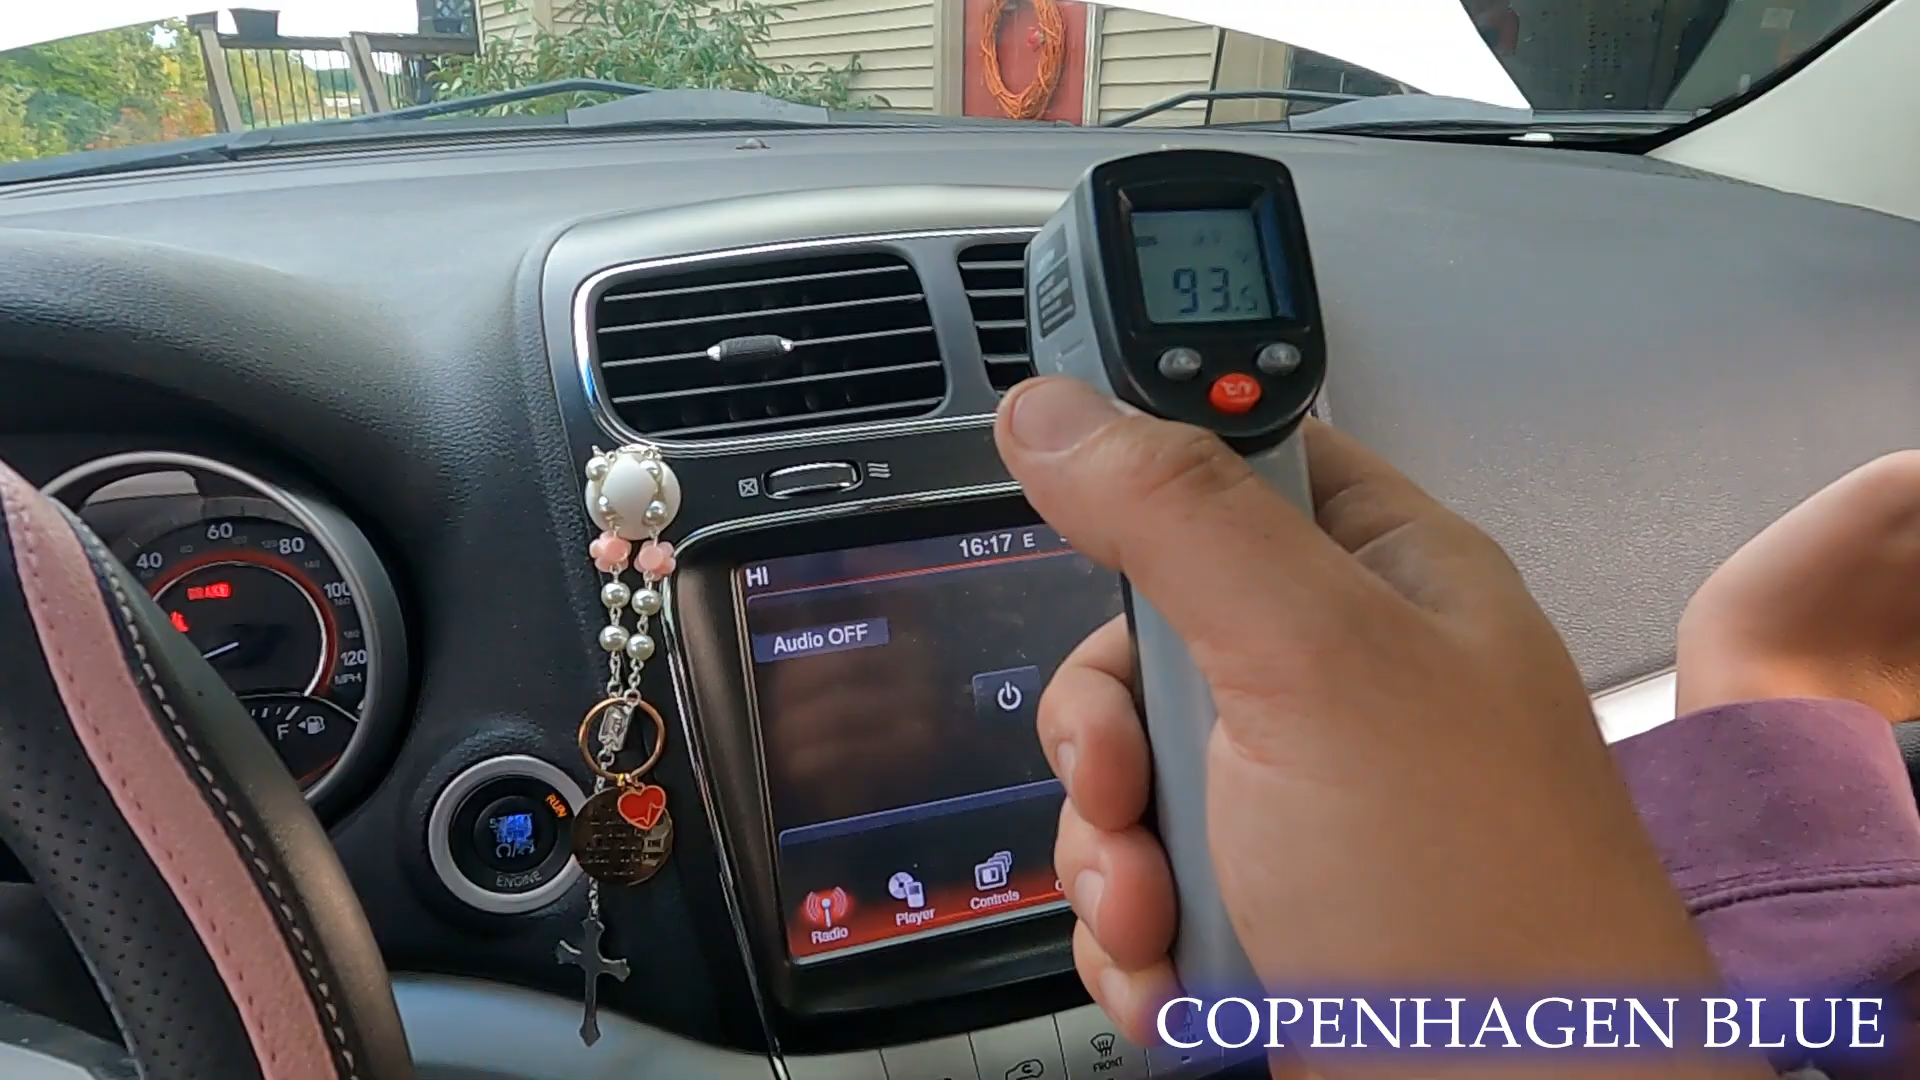 93.5
60
40
80
100
120
MPH
F
BRAKE
16:17 E
HI
Audio OFF
RUN
ENGINE
Radio
Player
Controls
FRONT
COPENHAGEN BLUE